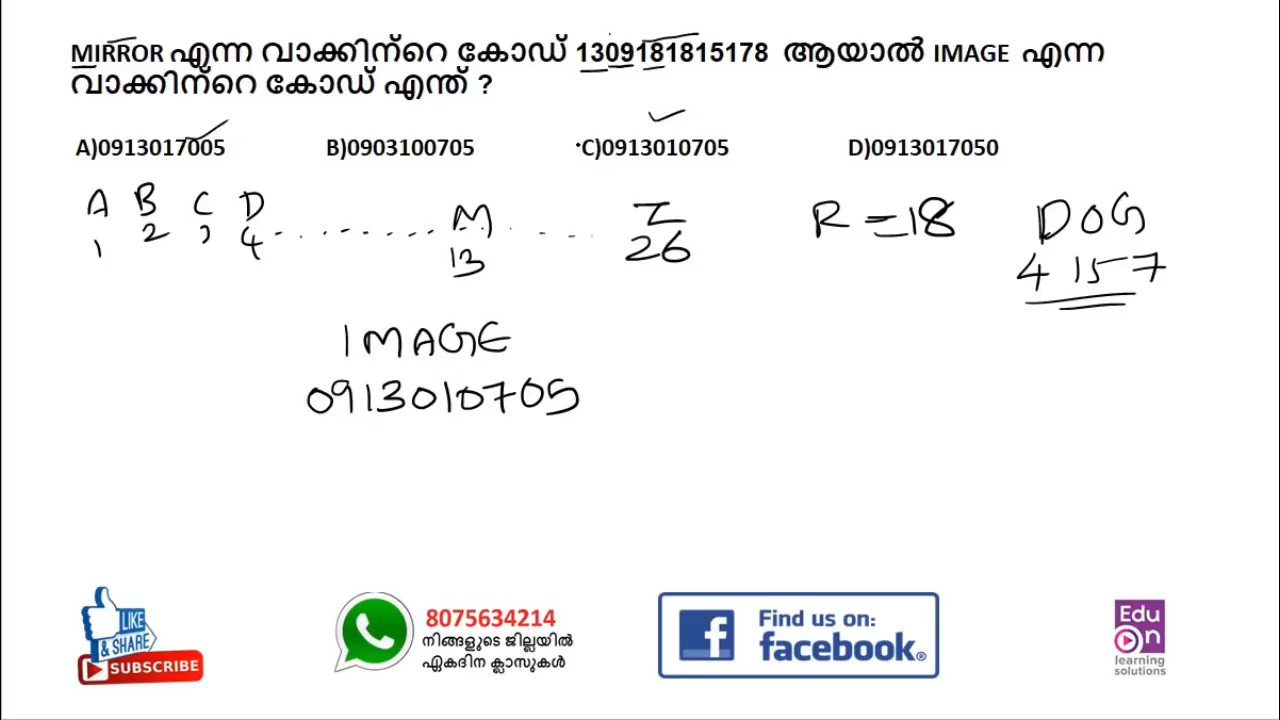 MIRROR എന്ന വാക്കിന്റെ കോഡ് 1309181815178 ആയാൽ IMAGE എന്ന
വാക്കിന്റെ കോഡ് എന്ത് ?
A)0913017005 B)0903100705 C)0913010705 D)0913017050
A B C D M Z R =18 DOG
1 2 3 4 13 26 4 15 7
IMAGE
0913010705
LIKE
& SHARE
SUBSCRIBE
8075634214
നിങ്ങളുടെ ജില്ലയിൽ
ഏകദിന ക്ലാസുകൾ
f Find us on:
facebook®
Edu
On
learning
solutions